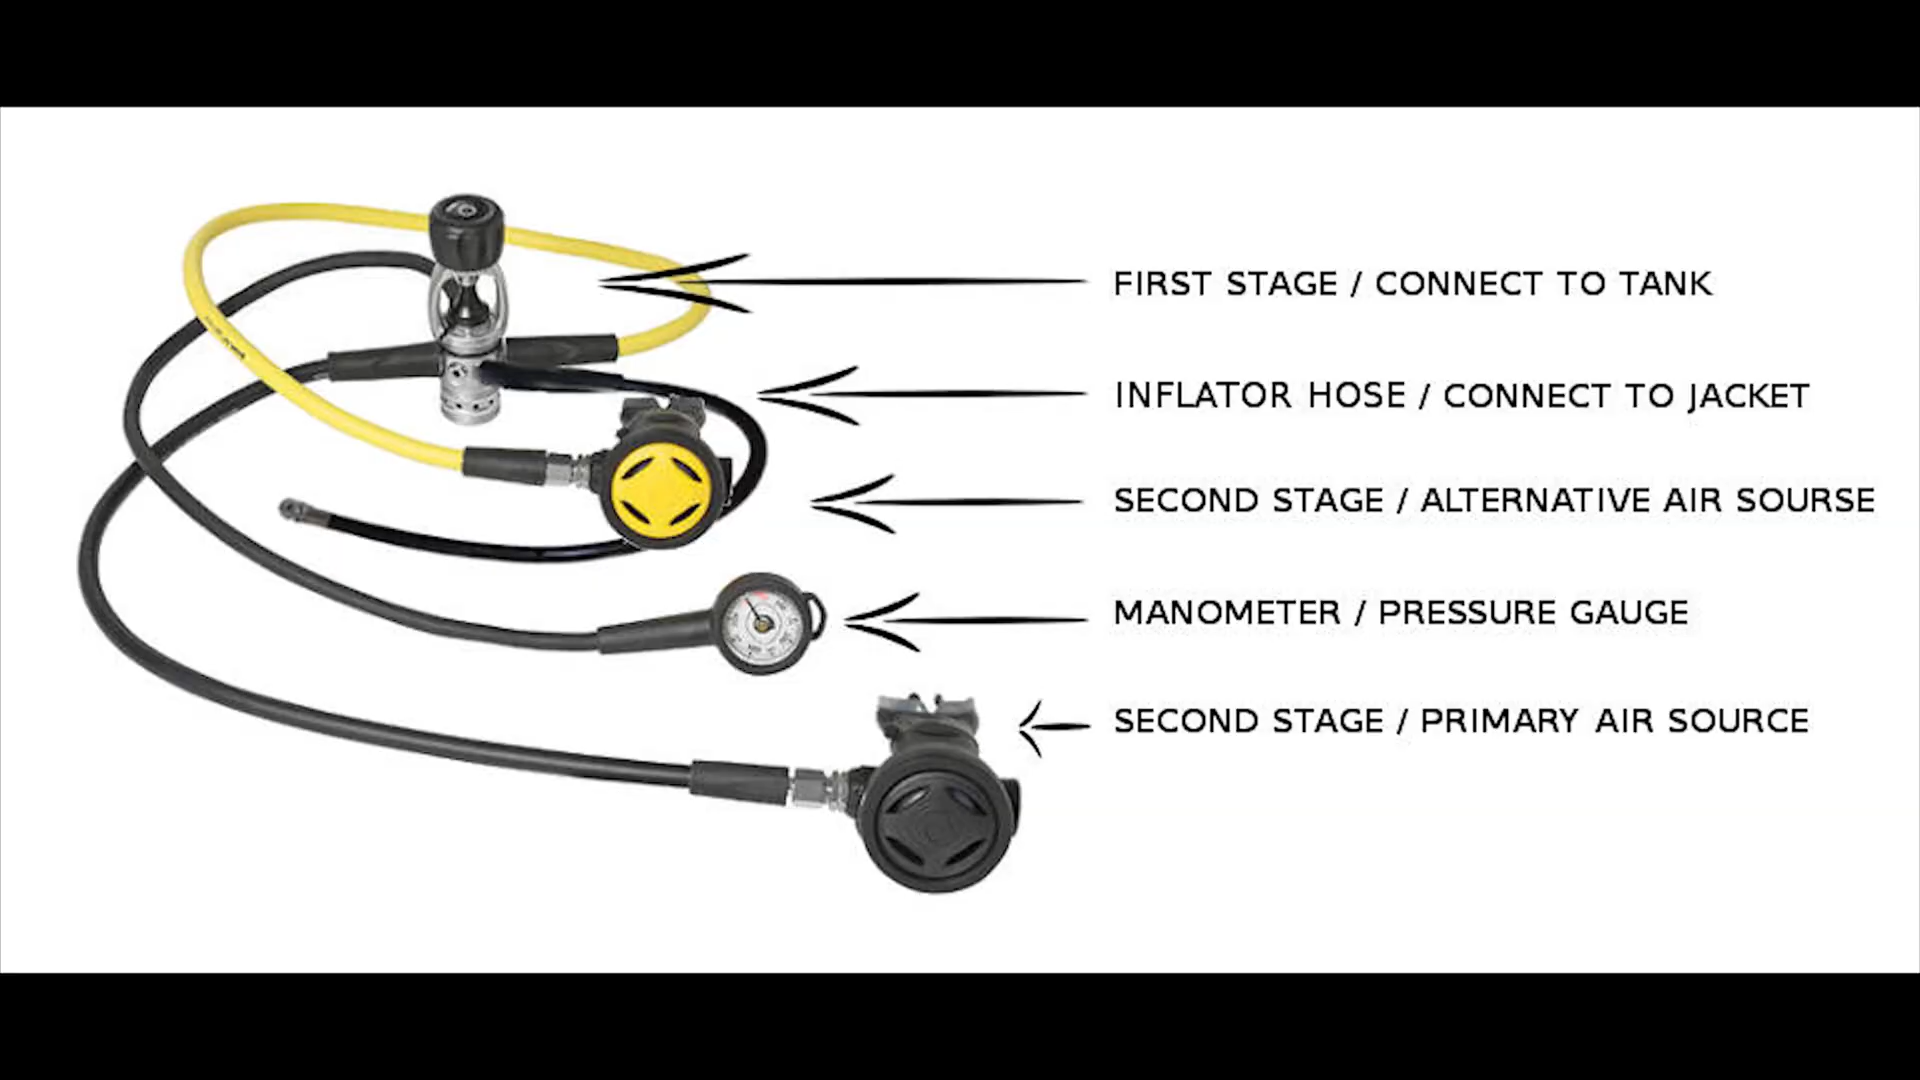 FIRST STAGE / CONNECT TO TANK
INFLATOR HOSE / CONNECT TO JACKET
SECOND STAGE / ALTERNATIVE AIR SOURSE
MANOMETER / PRESSURE GAUGE
SECOND STAGE / PRIMARY AIR SOURCE